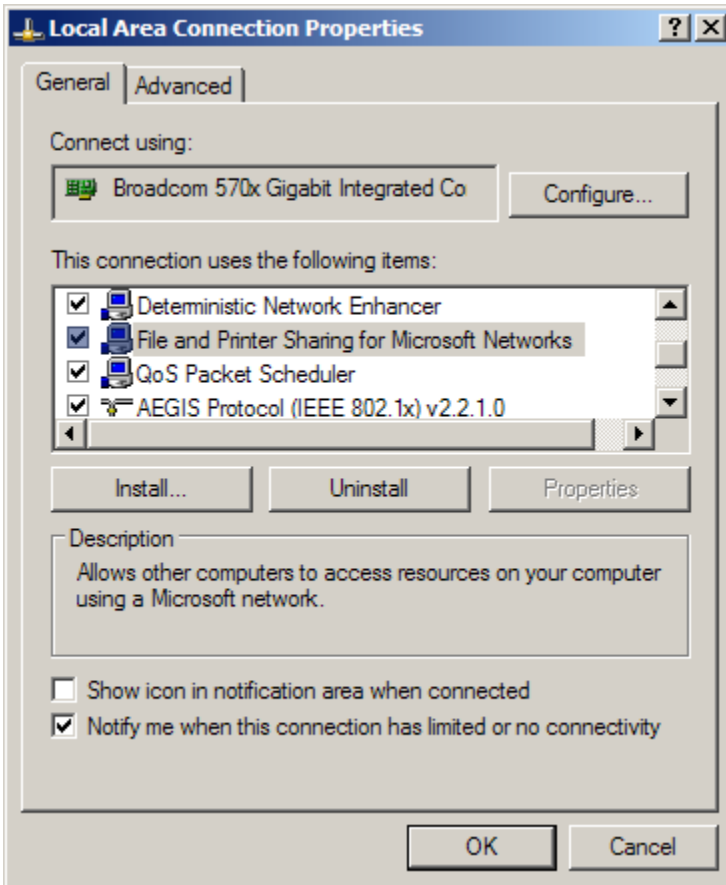 Local Area Connection Properties
General
Advanced
Connect using:
Broadcom 570x Gigabit Integrated Co
Configure...
This connection uses the following items:
Deterministic Network Enhancer
File and Printer Sharing for Microsoft Networks
QoS Packet Scheduler
AEGIS Protocol (IEEE 802.1x) v2.2.1.0
Install...
Uninstall
Properties
Description
Allows other computers to access resources on your computer
using a Microsoft network.
Show icon in notification area when connected
Notify me when this connection has limited or no connectivity
OK
Cancel